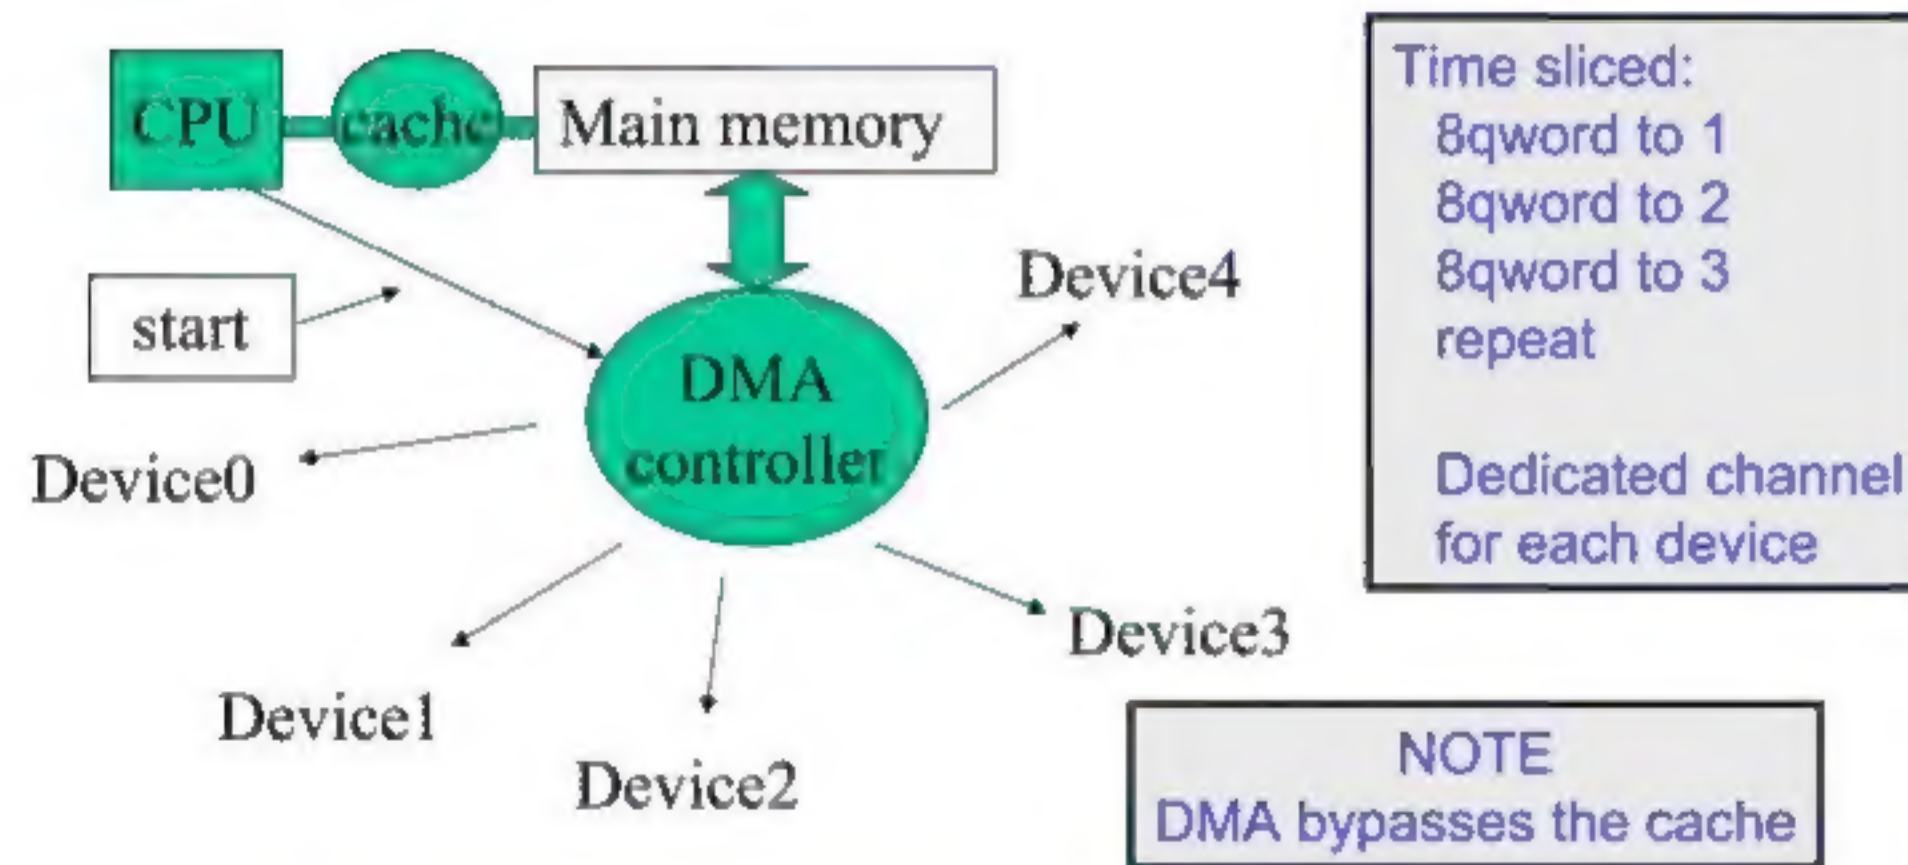 CPU
cache
Main memory
start
DMA
controller
Device0
Device1
Device2
Device3
Device4
Time sliced:
8qword to 1
8qword to 2
8qword to 3
repeat
Dedicated channel
for each device
NOTE
DMA bypasses the cache